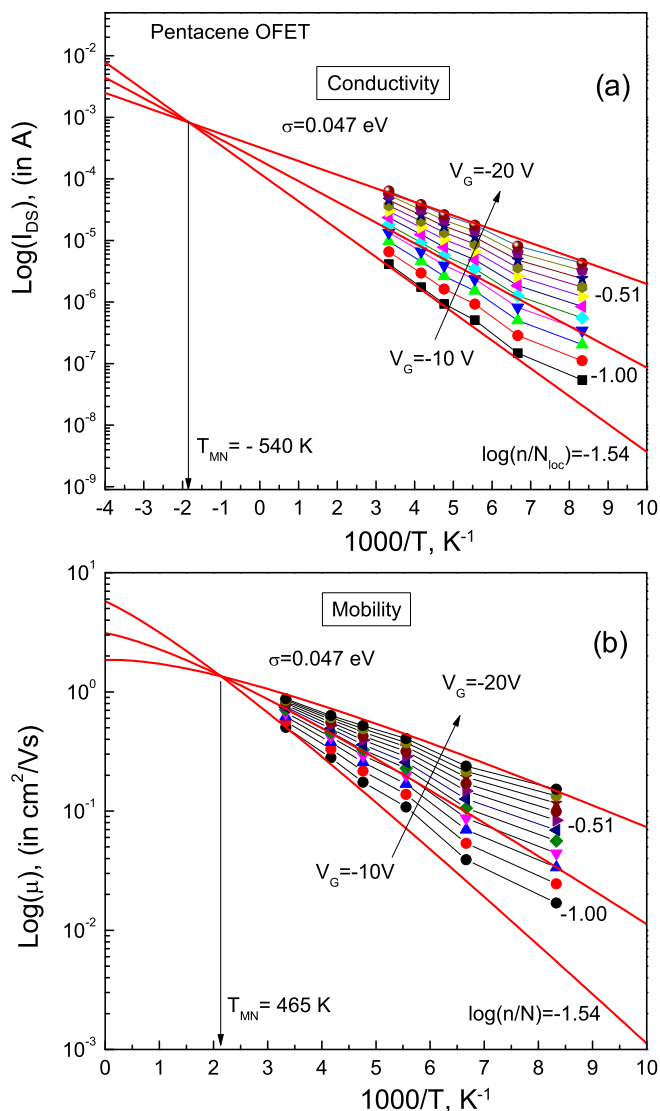 Pentacene OFET
Conductivity
(a)
σ=0.047 eV
V_G=-20 V
V_G=-10 V
-0.51
-1.00
T_MN= - 540 K
log(n/N_loc)=-1.54
Log(I_DS), (in A)
10^-2
10^-3
10^-4
10^-5
10^-6
10^-7
10^-8
10^-9
-4 -3 -2 -1 0 1 2 3 4 5 6 7 8 9 10
1000/T, K^-1
Mobility
(b)
σ=0.047 eV
V_G=-20V
V_G=-10V
-0.51
-1.00
T_MN= 465 K
log(n/N)=-1.54
Log(μ), (in cm²/Vs)
10^1
10^0
10^-1
10^-2
10^-3
0 1 2 3 4 5 6 7 8 9 10
1000/T, K^-1